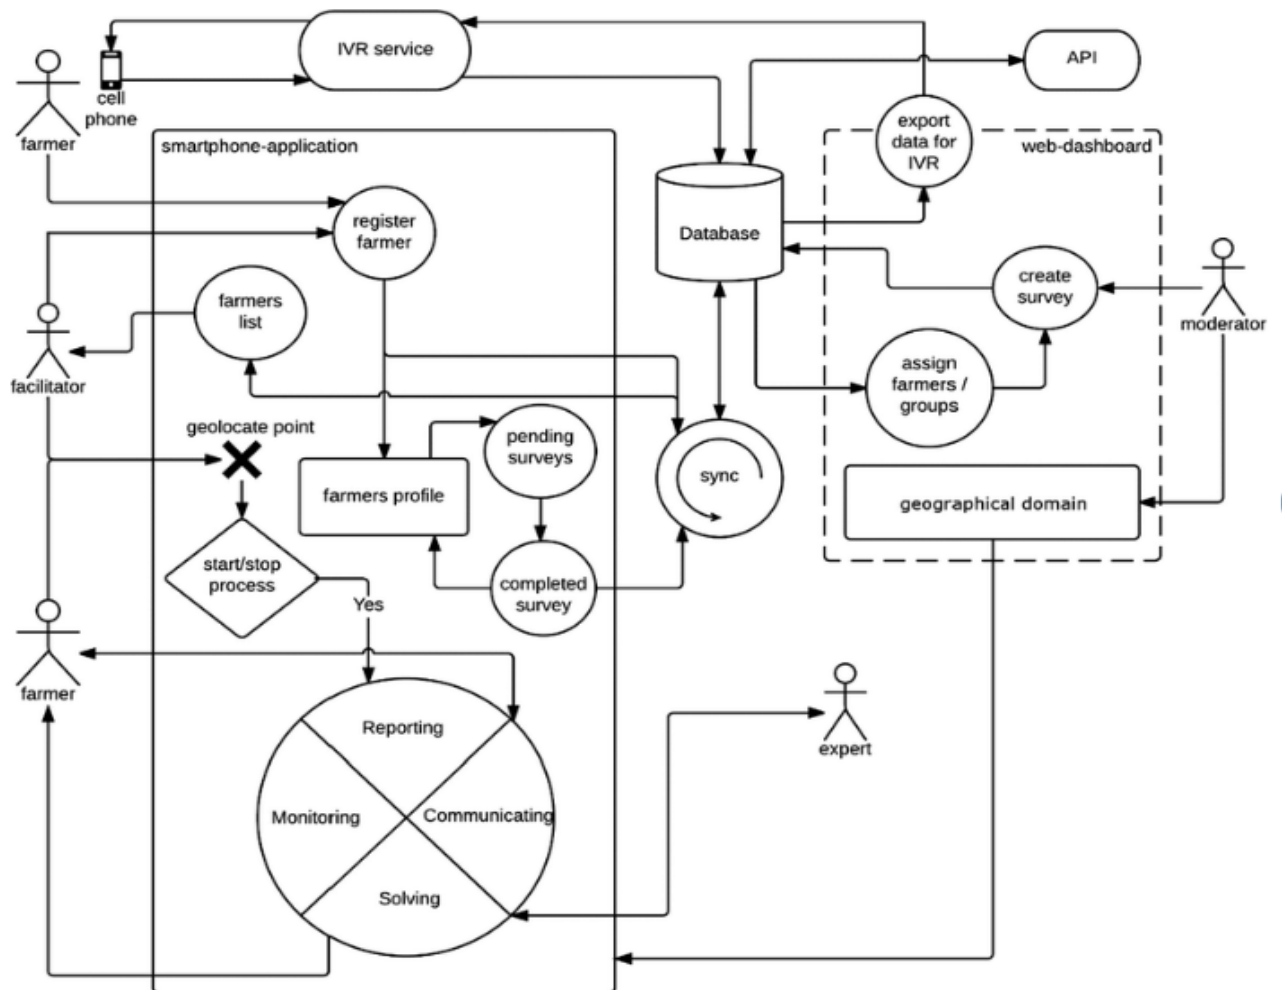 IVR service
API
cell
phone
farmer
export
data for
IVR
smartphone-application
web-dashboard
register
farmer
Database
farmers
list
create
survey
moderator
facilitator
assign
farmers /
groups
geolocate point
pending
surveys
sync
farmers profile
geographical domain
start/stop
process
completed
survey
Yes
farmer
Reporting
expert
Monitoring
Communicating
Solving